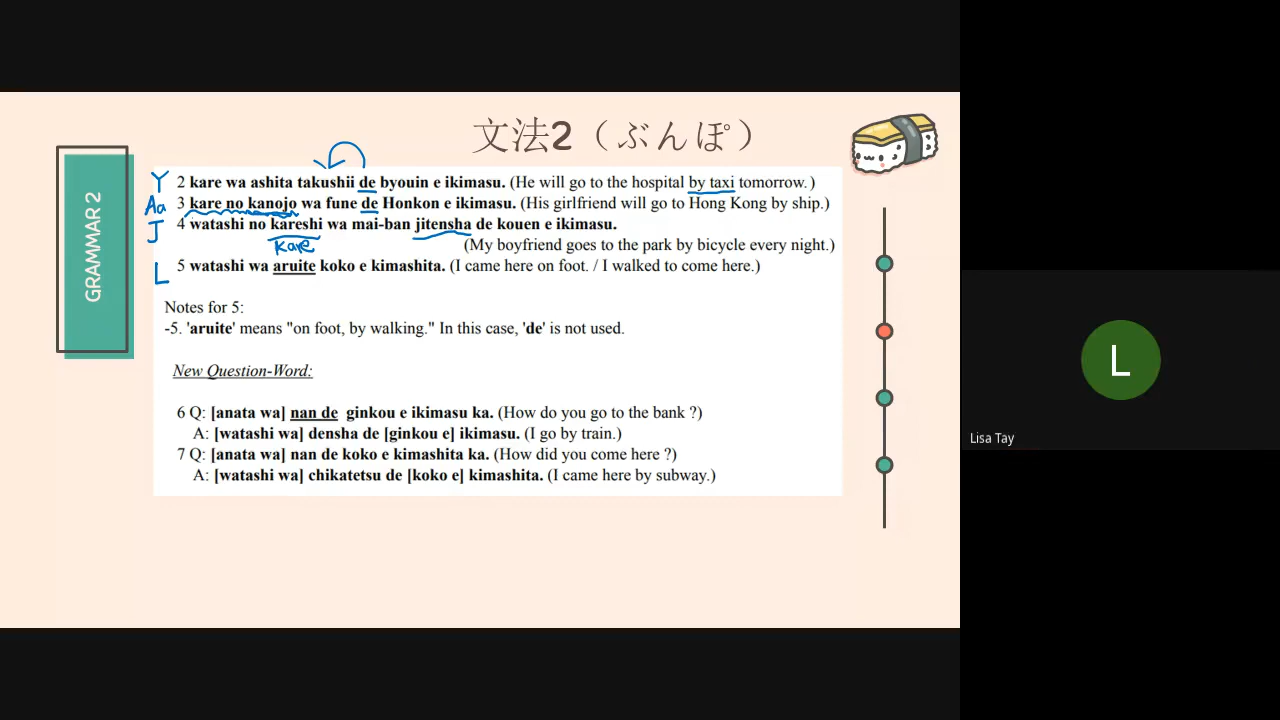 文法2（ぶんぽ）
GRAMMAR 2
Y 2 kare wa ashita takushii de byouin e ikimasu. (He will go to the hospital by taxi tomorrow. )
Aa 3 kare no kanojo wa fune de Honkon e ikimasu. (His girlfriend will go to Hong Kong by ship.)
J 4 watashi no kareshi wa mai-ban jitensha de kouen e ikimasu.
Kare
(My boyfriend goes to the park by bicycle every night.)
L 5 watashi wa aruite koko e kimashita. (I came here on foot. / I walked to come here.)
Notes for 5:
-5. 'aruite' means "on foot, by walking." In this case, 'de' is not used.
New Question-Word:
6 Q: [anata wa] nan de ginkou e ikimasu ka. (How do you go to the bank ?)
A: [watashi wa] densha de [ginkou e] ikimasu. (I go by train.)
7 Q: [anata wa] nan de koko e kimashita ka. (How did you come here ?)
A: [watashi wa] chikatetsu de [koko e] kimashita. (I came here by subway.)
L
Lisa Tay